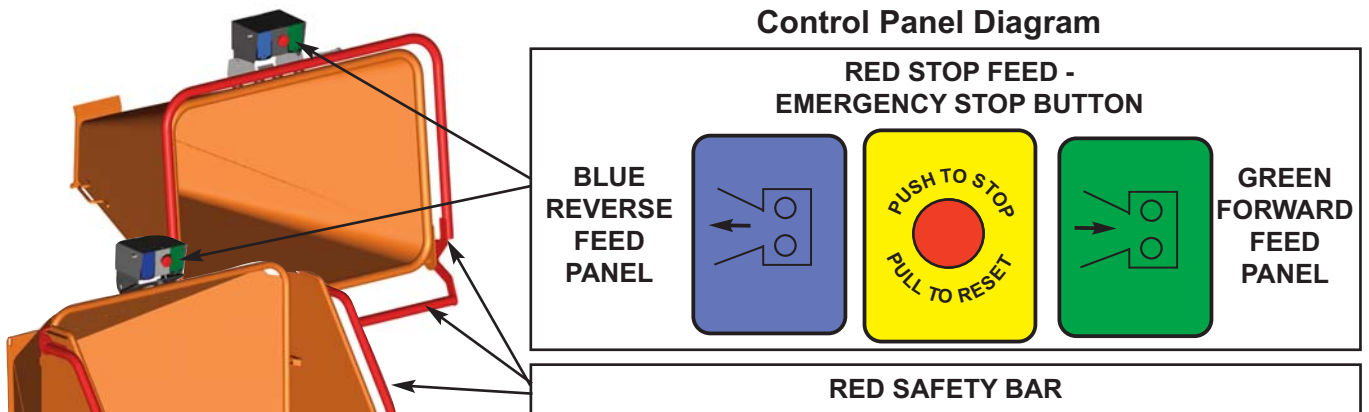 Control Panel Diagram
RED STOP FEED -
EMERGENCY STOP BUTTON
BLUE
REVERSE
FEED
PANEL
PUSH TO STOP
PULL TO RESET
GREEN
FORWARD
FEED
PANEL
RED SAFETY BAR